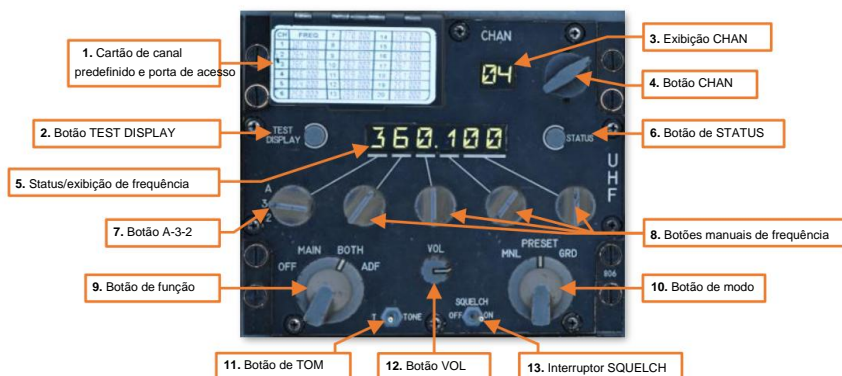 1. Cartão de canal
predefinido e porta de acesso
CH FREQ
CHAN
04
3. Exibição CHAN
4. Botão CHAN
2. Botão TEST DISPLAY
TEST
DISPLAY
360.100
STATUS
6. Botão de STATUS
5. Status/exibição de frequência
UHF
A
3
2
7. Botão A-3-2
8. Botões manuais de frequência
MAIN
BOTH
OFF
ADF
VOL
PRESET
MNL
GRD
806
9. Botão de função
10. Botão de modo
T
TONE
SQUELCH
OFF
ON
11. Botão de TOM
12. Botão VOL
13. Interruptor SQUELCH